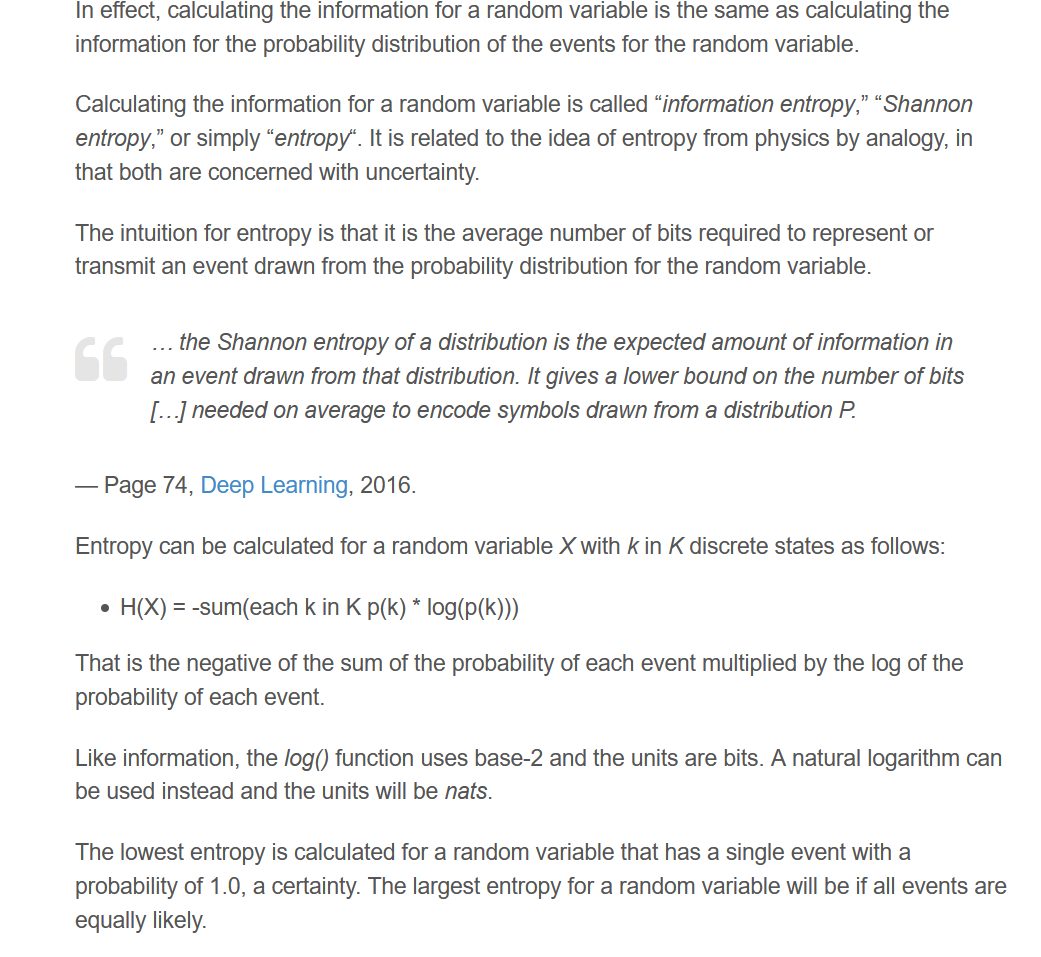 In effect, calculating the information for a random variable is the same as calculating the
information for the probability distribution of the events for the random variable.
Calculating the information for a random variable is called “information entropy,” “Shannon
entropy,” or simply “entropy“. It is related to the idea of entropy from physics by analogy, in
that both are concerned with uncertainty.
The intuition for entropy is that it is the average number of bits required to represent or
transmit an event drawn from the probability distribution for the random variable.
… the Shannon entropy of a distribution is the expected amount of information in
an event drawn from that distribution. It gives a lower bound on the number of bits
[…] needed on average to encode symbols drawn from a distribution P.
— Page 74, Deep Learning, 2016.
Entropy can be calculated for a random variable X with k in K discrete states as follows:
• H(X) = -sum(each k in K p(k) * log(p(k)))
That is the negative of the sum of the probability of each event multiplied by the log of the
probability of each event.
Like information, the log() function uses base-2 and the units are bits. A natural logarithm can
be used instead and the units will be nats.
The lowest entropy is calculated for a random variable that has a single event with a
probability of 1.0, a certainty. The largest entropy for a random variable will be if all events are
equally likely.